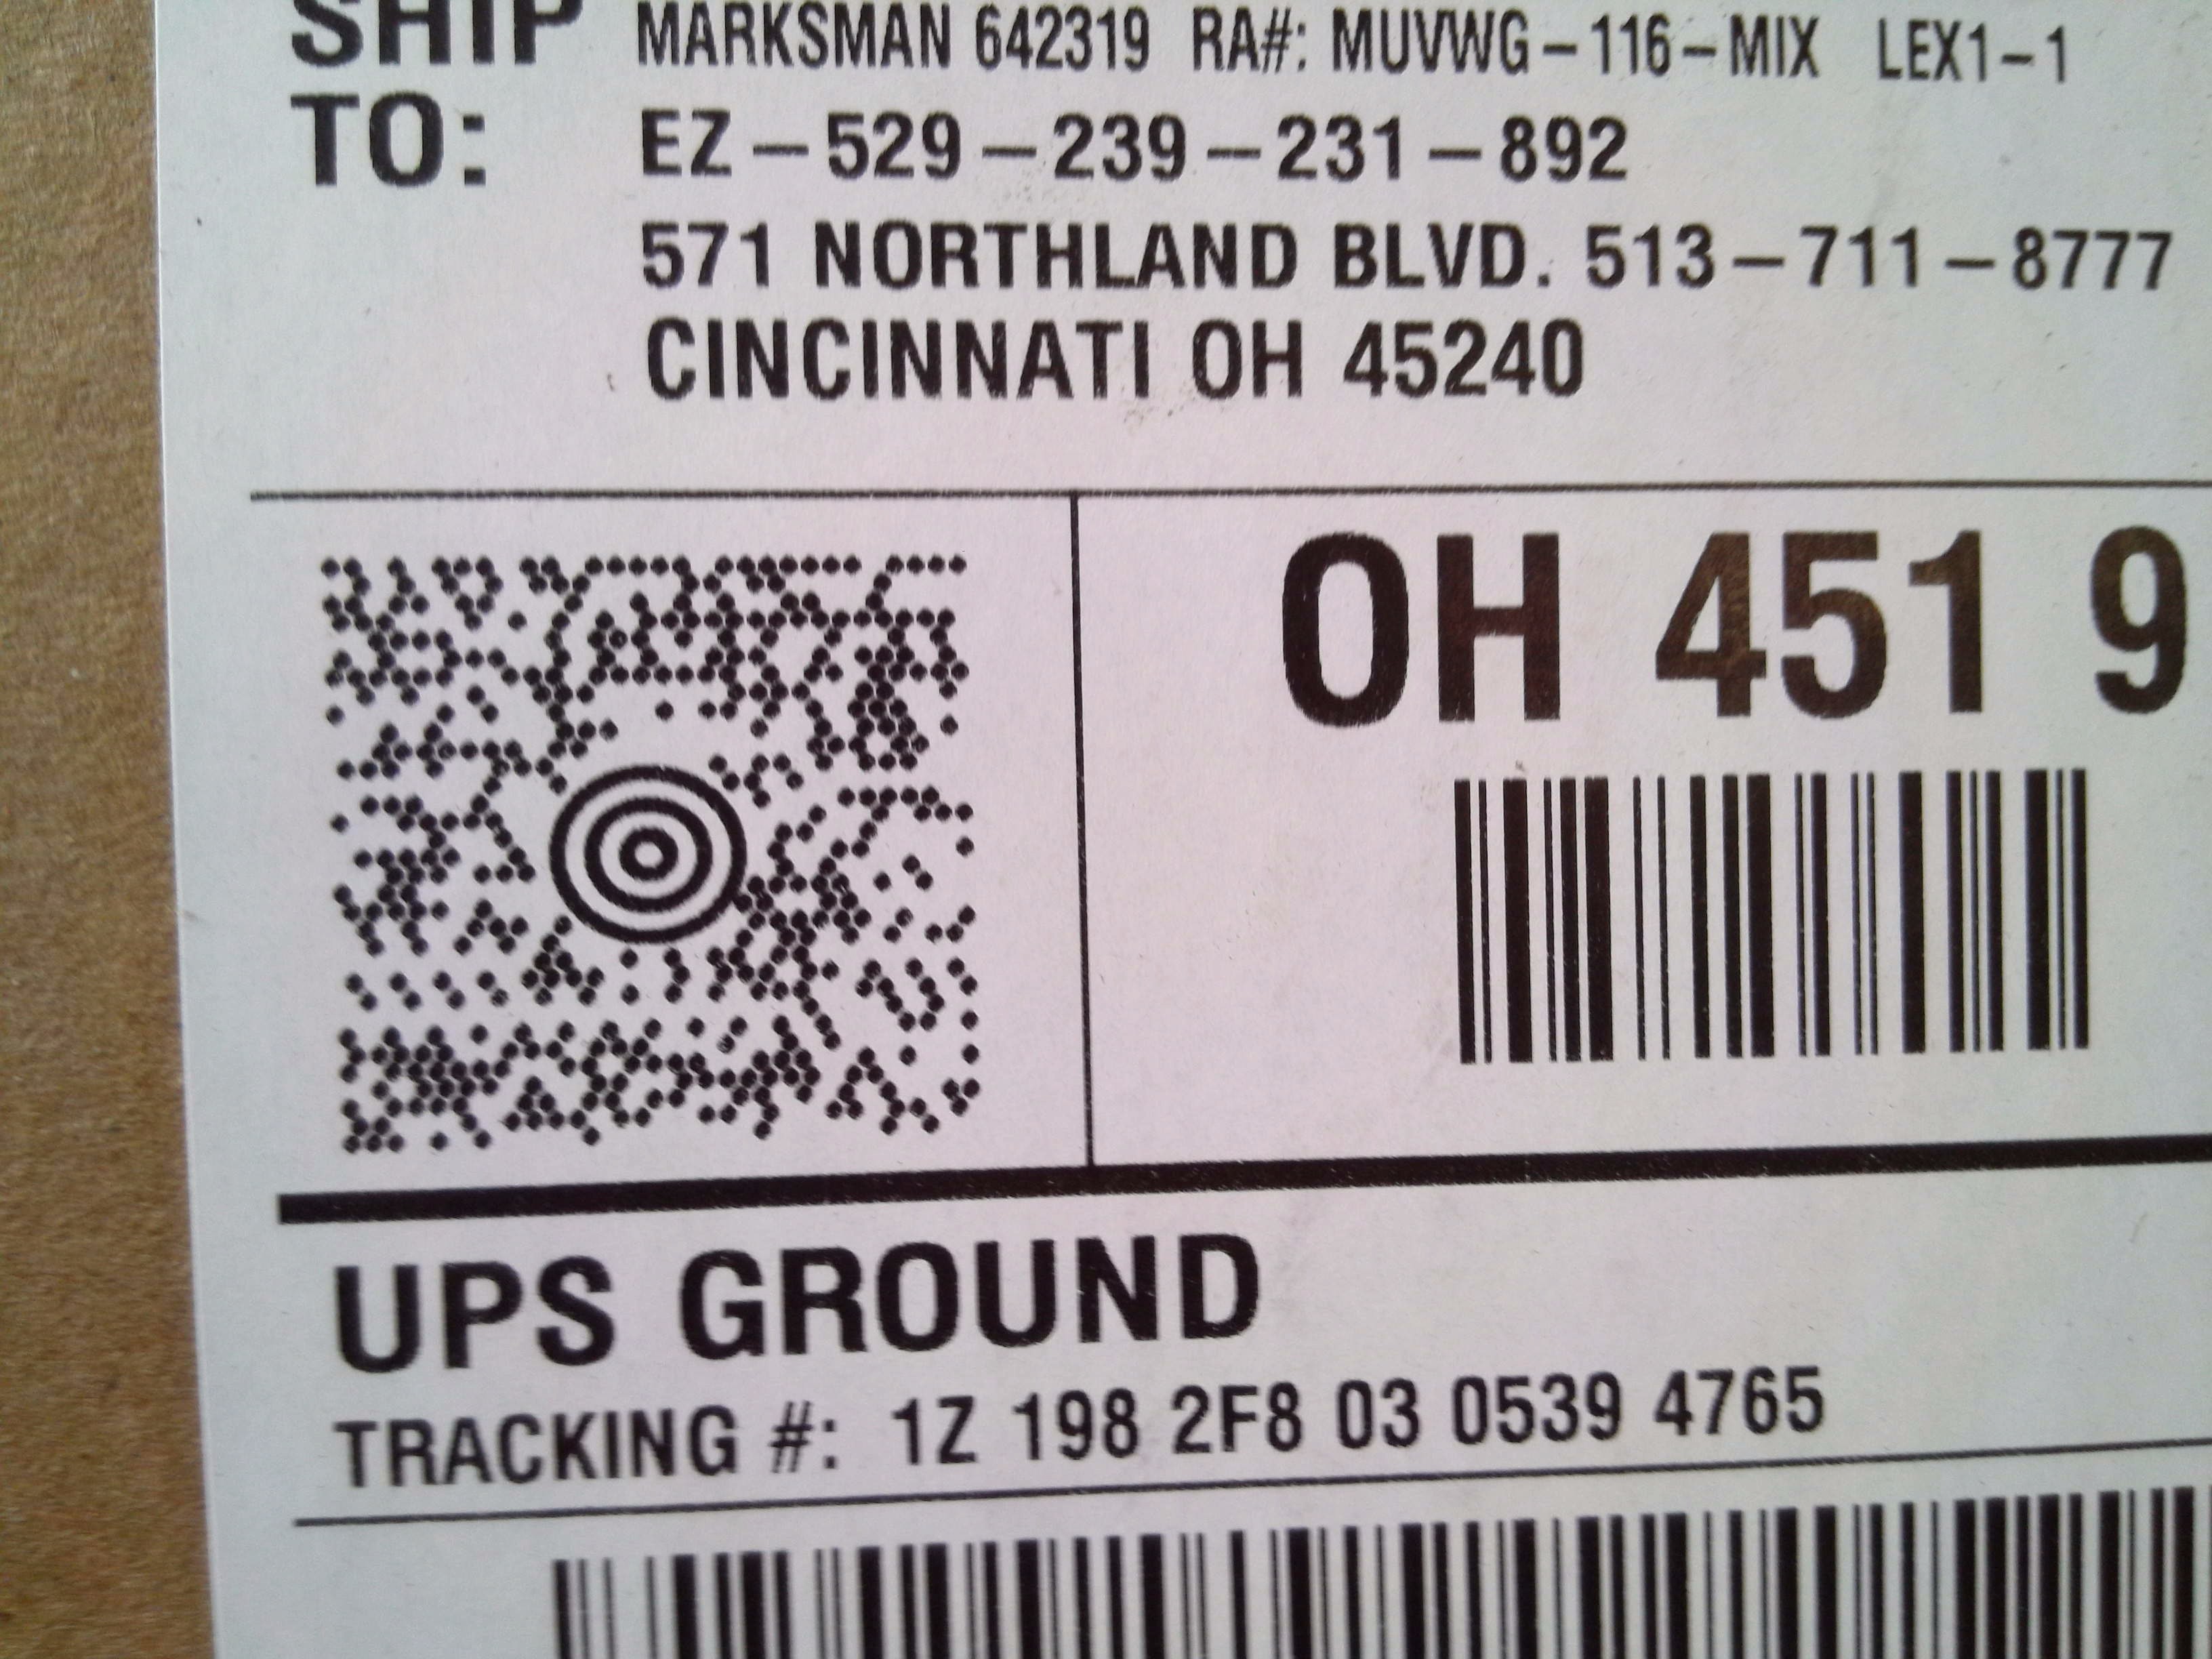 SHIP TO:
MARKSMAN 642319 RA#: MUVWG-116-MIX LEX1-1
EZ-529-239-231-892
571 NORTHLAND BLVD. 513-711-8777
CINCINNATI OH 45240
OH 451 9
UPS GROUND
TRACKING #: 1Z 198 2F8 03 0539 4765